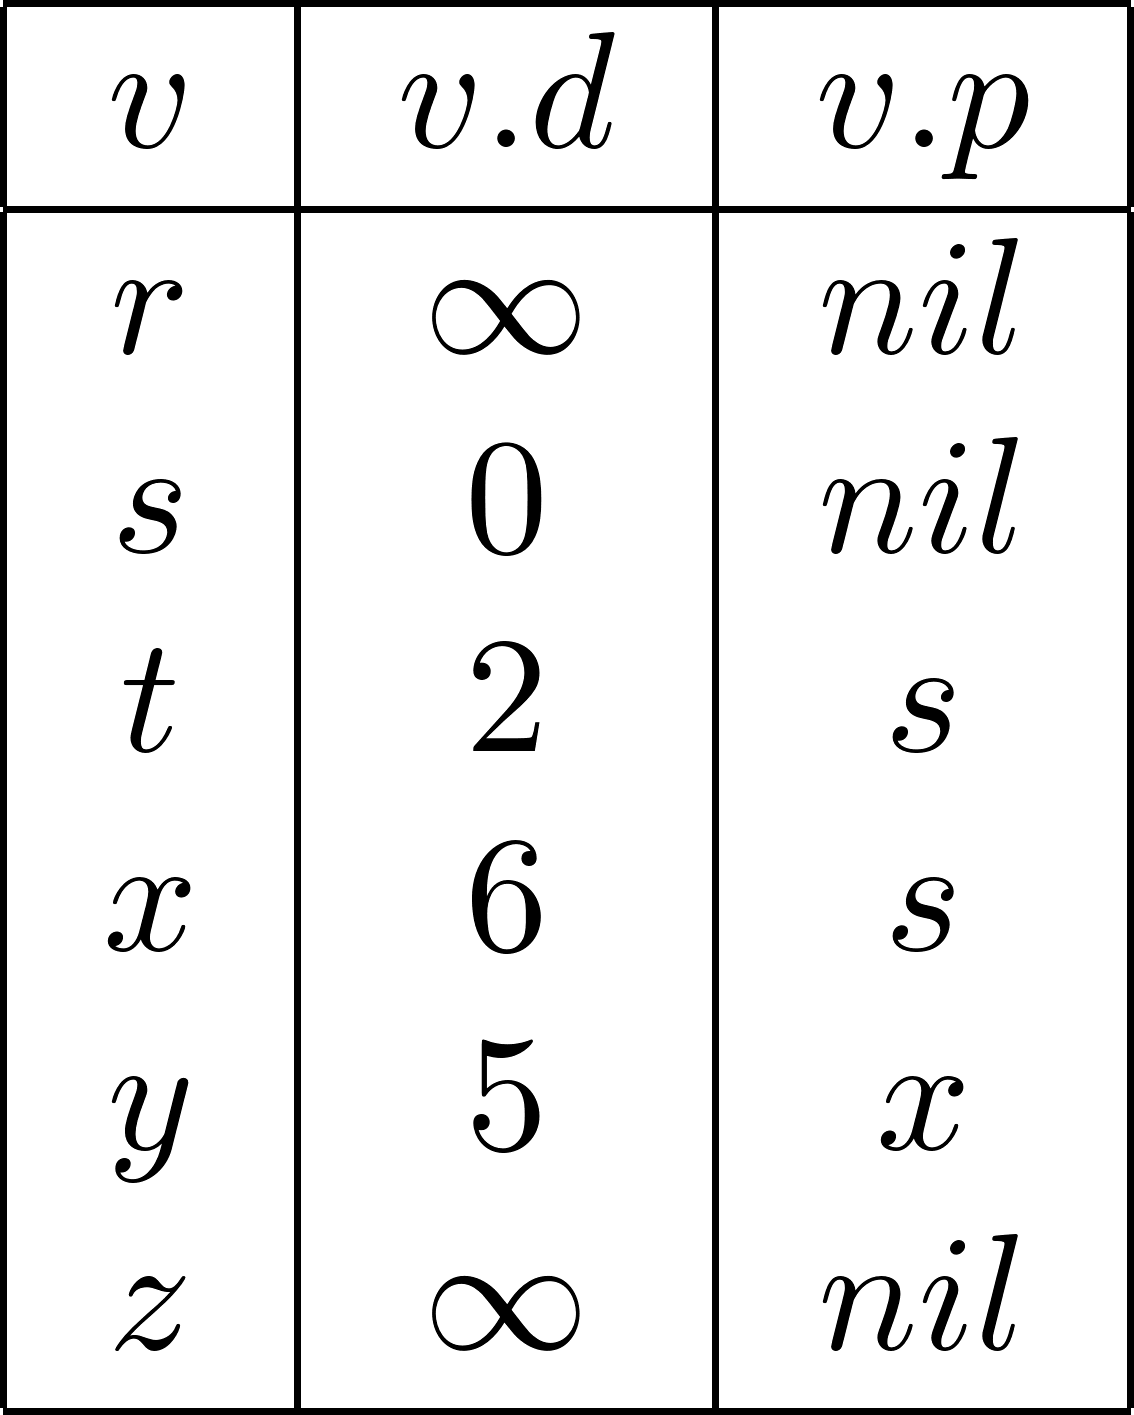 v v.d v.p
r ∞ nil
s 0 nil
t 2 s
x 6 s
y 5 x
z ∞ nil